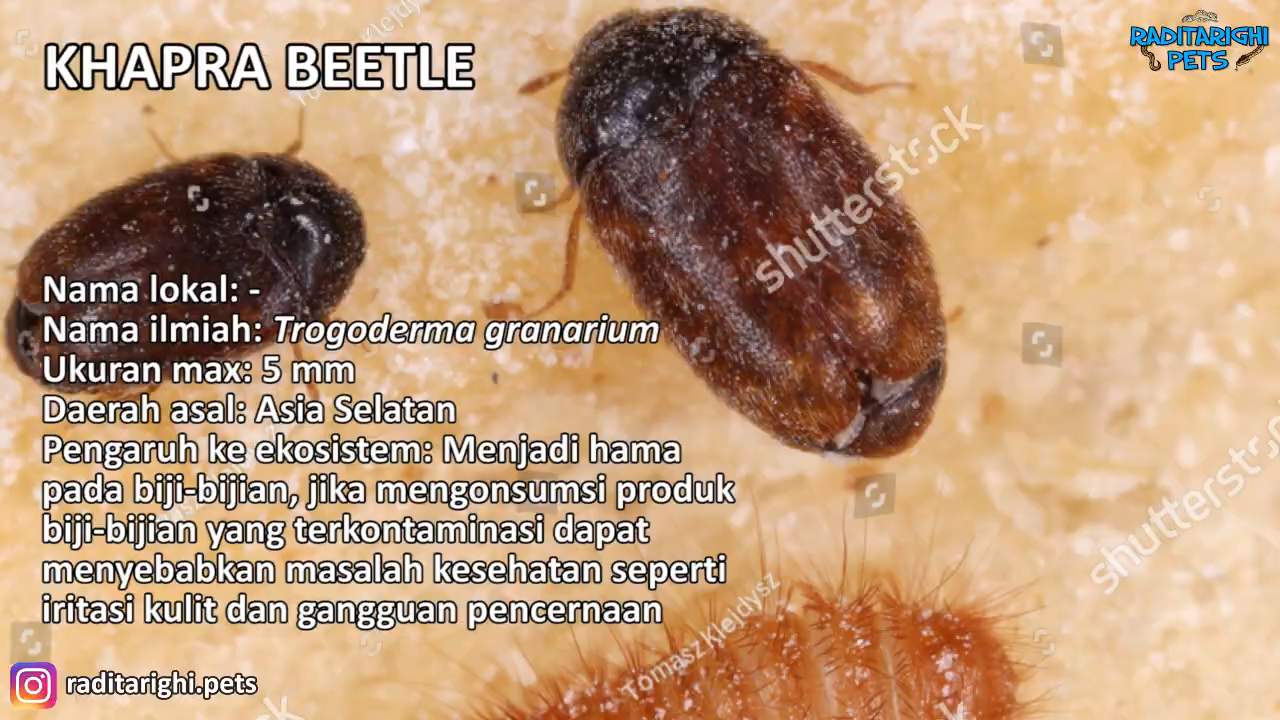 KHAPRA BEETLE
RADITARIGHI
PETS
Nama lokal: -
Nama ilmiah: Trogoderma granarium
Ukuran max: 5 mm
Daerah asal: Asia Selatan
Pengaruh ke ekosistem: Menjadi hama
pada biji-bijian, jika mengonsumsi produk
biji-bijian yang terkontaminasi dapat
menyebabkan masalah kesehatan seperti
iritasi kulit dan gangguan pencernaan
raditarighi.pets
shutterstock
shutterstock
Tomasz Klejdysz